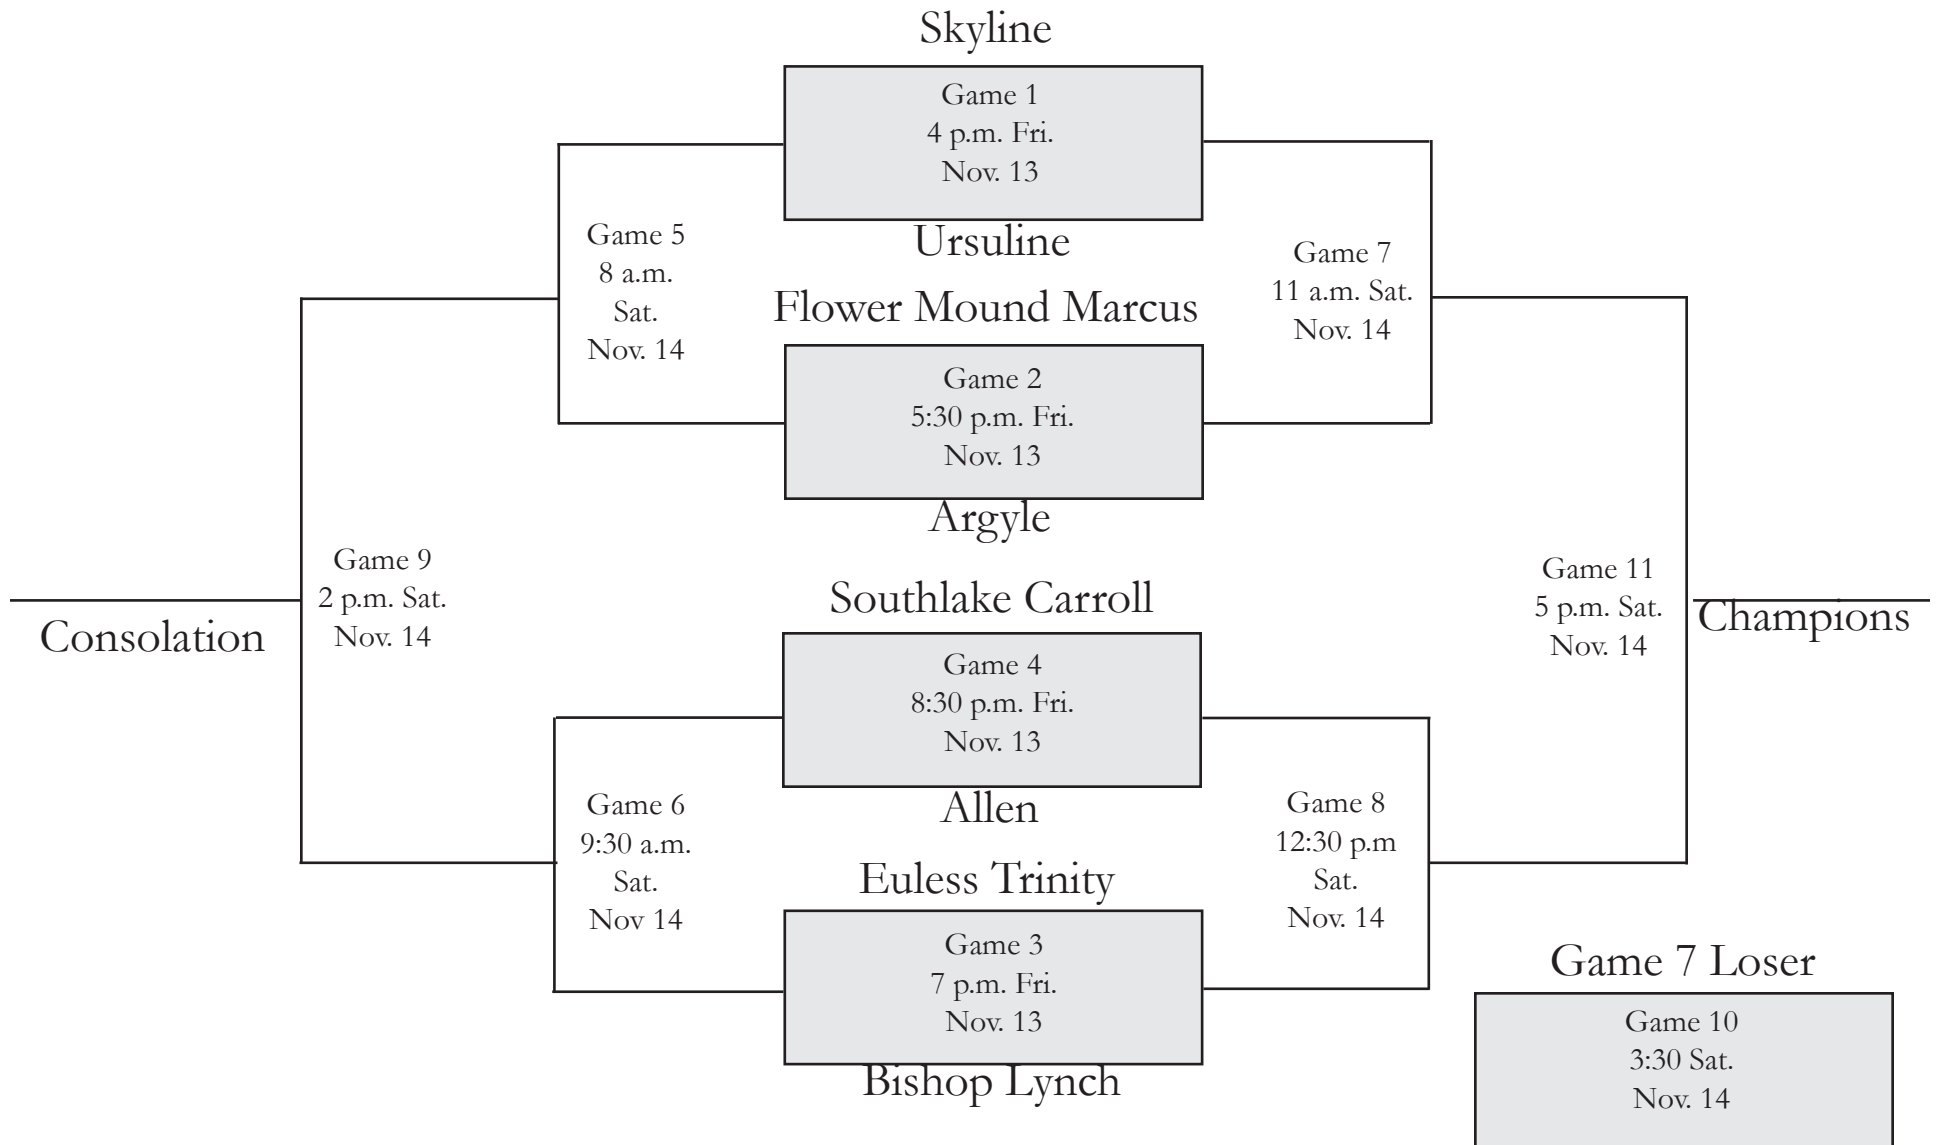 Skyline
Game 1
4 p.m. Fri.
Nov. 13
Ursuline
Game 5
8 a.m.
Sat.
Nov. 14
Game 7
11 a.m. Sat.
Nov. 14
Flower Mound Marcus
Game 2
5:30 p.m. Fri.
Nov. 13
Argyle
Game 9
2 p.m. Sat.
Nov. 14
Consolation
Game 11
5 p.m. Sat.
Nov. 14
Champions
Southlake Carroll
Game 4
8:30 p.m. Fri.
Nov. 13
Allen
Game 6
9:30 a.m.
Sat.
Nov 14
Game 8
12:30 p.m
Sat.
Nov. 14
Euless Trinity
Game 3
7 p.m. Fri.
Nov. 13
Bishop Lynch
Game 7 Loser
Game 10
3:30 Sat.
Nov. 14